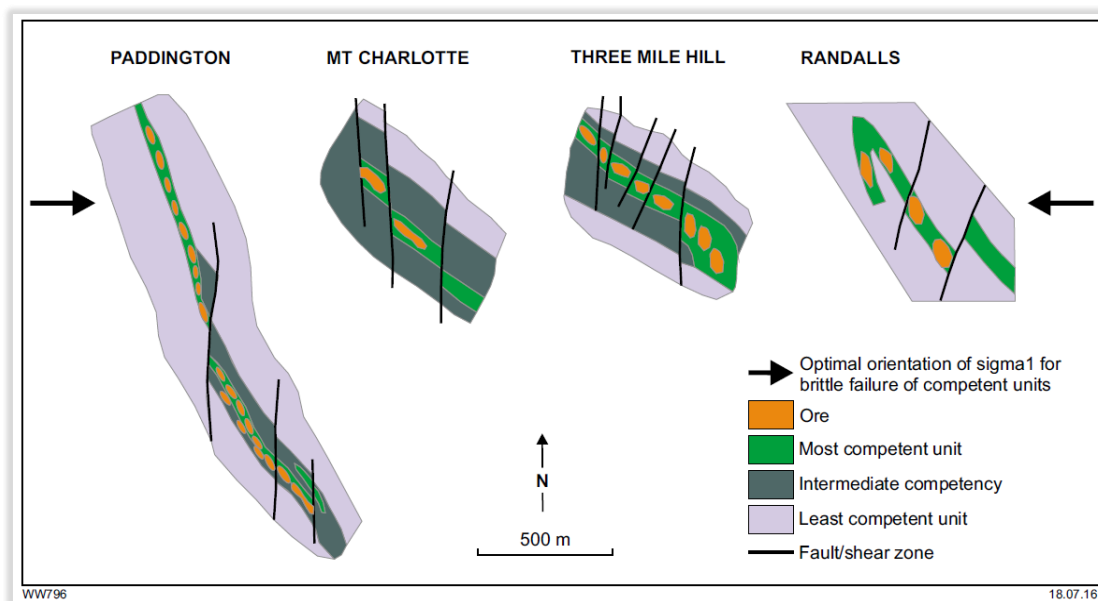 PADDINGTON
MT CHARLOTTE
THREE MILE HILL
RANDALLS
Optimal orientation of sigma1 for
brittle failure of competent units
Ore
Most competent unit
Intermediate competency
Least competent unit
Fault/shear zone
N
500 m
WW796
18.07.16